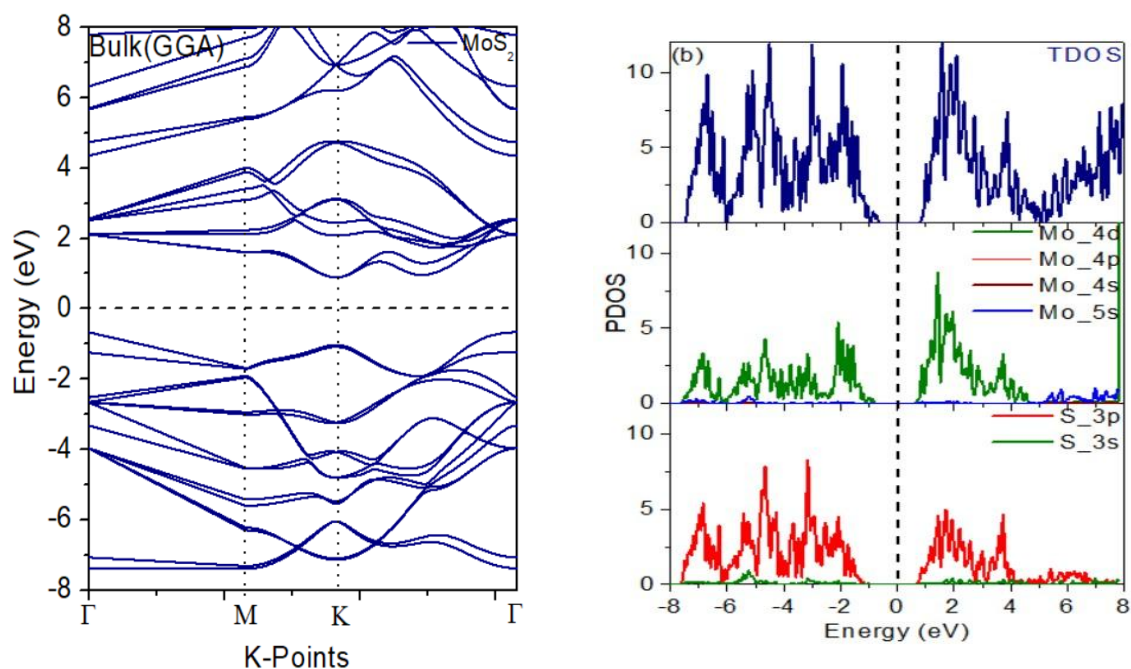 Bulk(GGA)
MoS2
8
6
4
2
0
-2
-4
-6
-8
Energy (eV)
Γ
M
K
Γ
K-Points
(b)
TDOS
10
5
0
Mo_4d
Mo_4p
Mo_4s
Mo_5s
10
5
0
S_3p
S_3s
10
5
0
PDOS
-8
-6
-4
-2
0
2
4
6
8
Energy (eV)